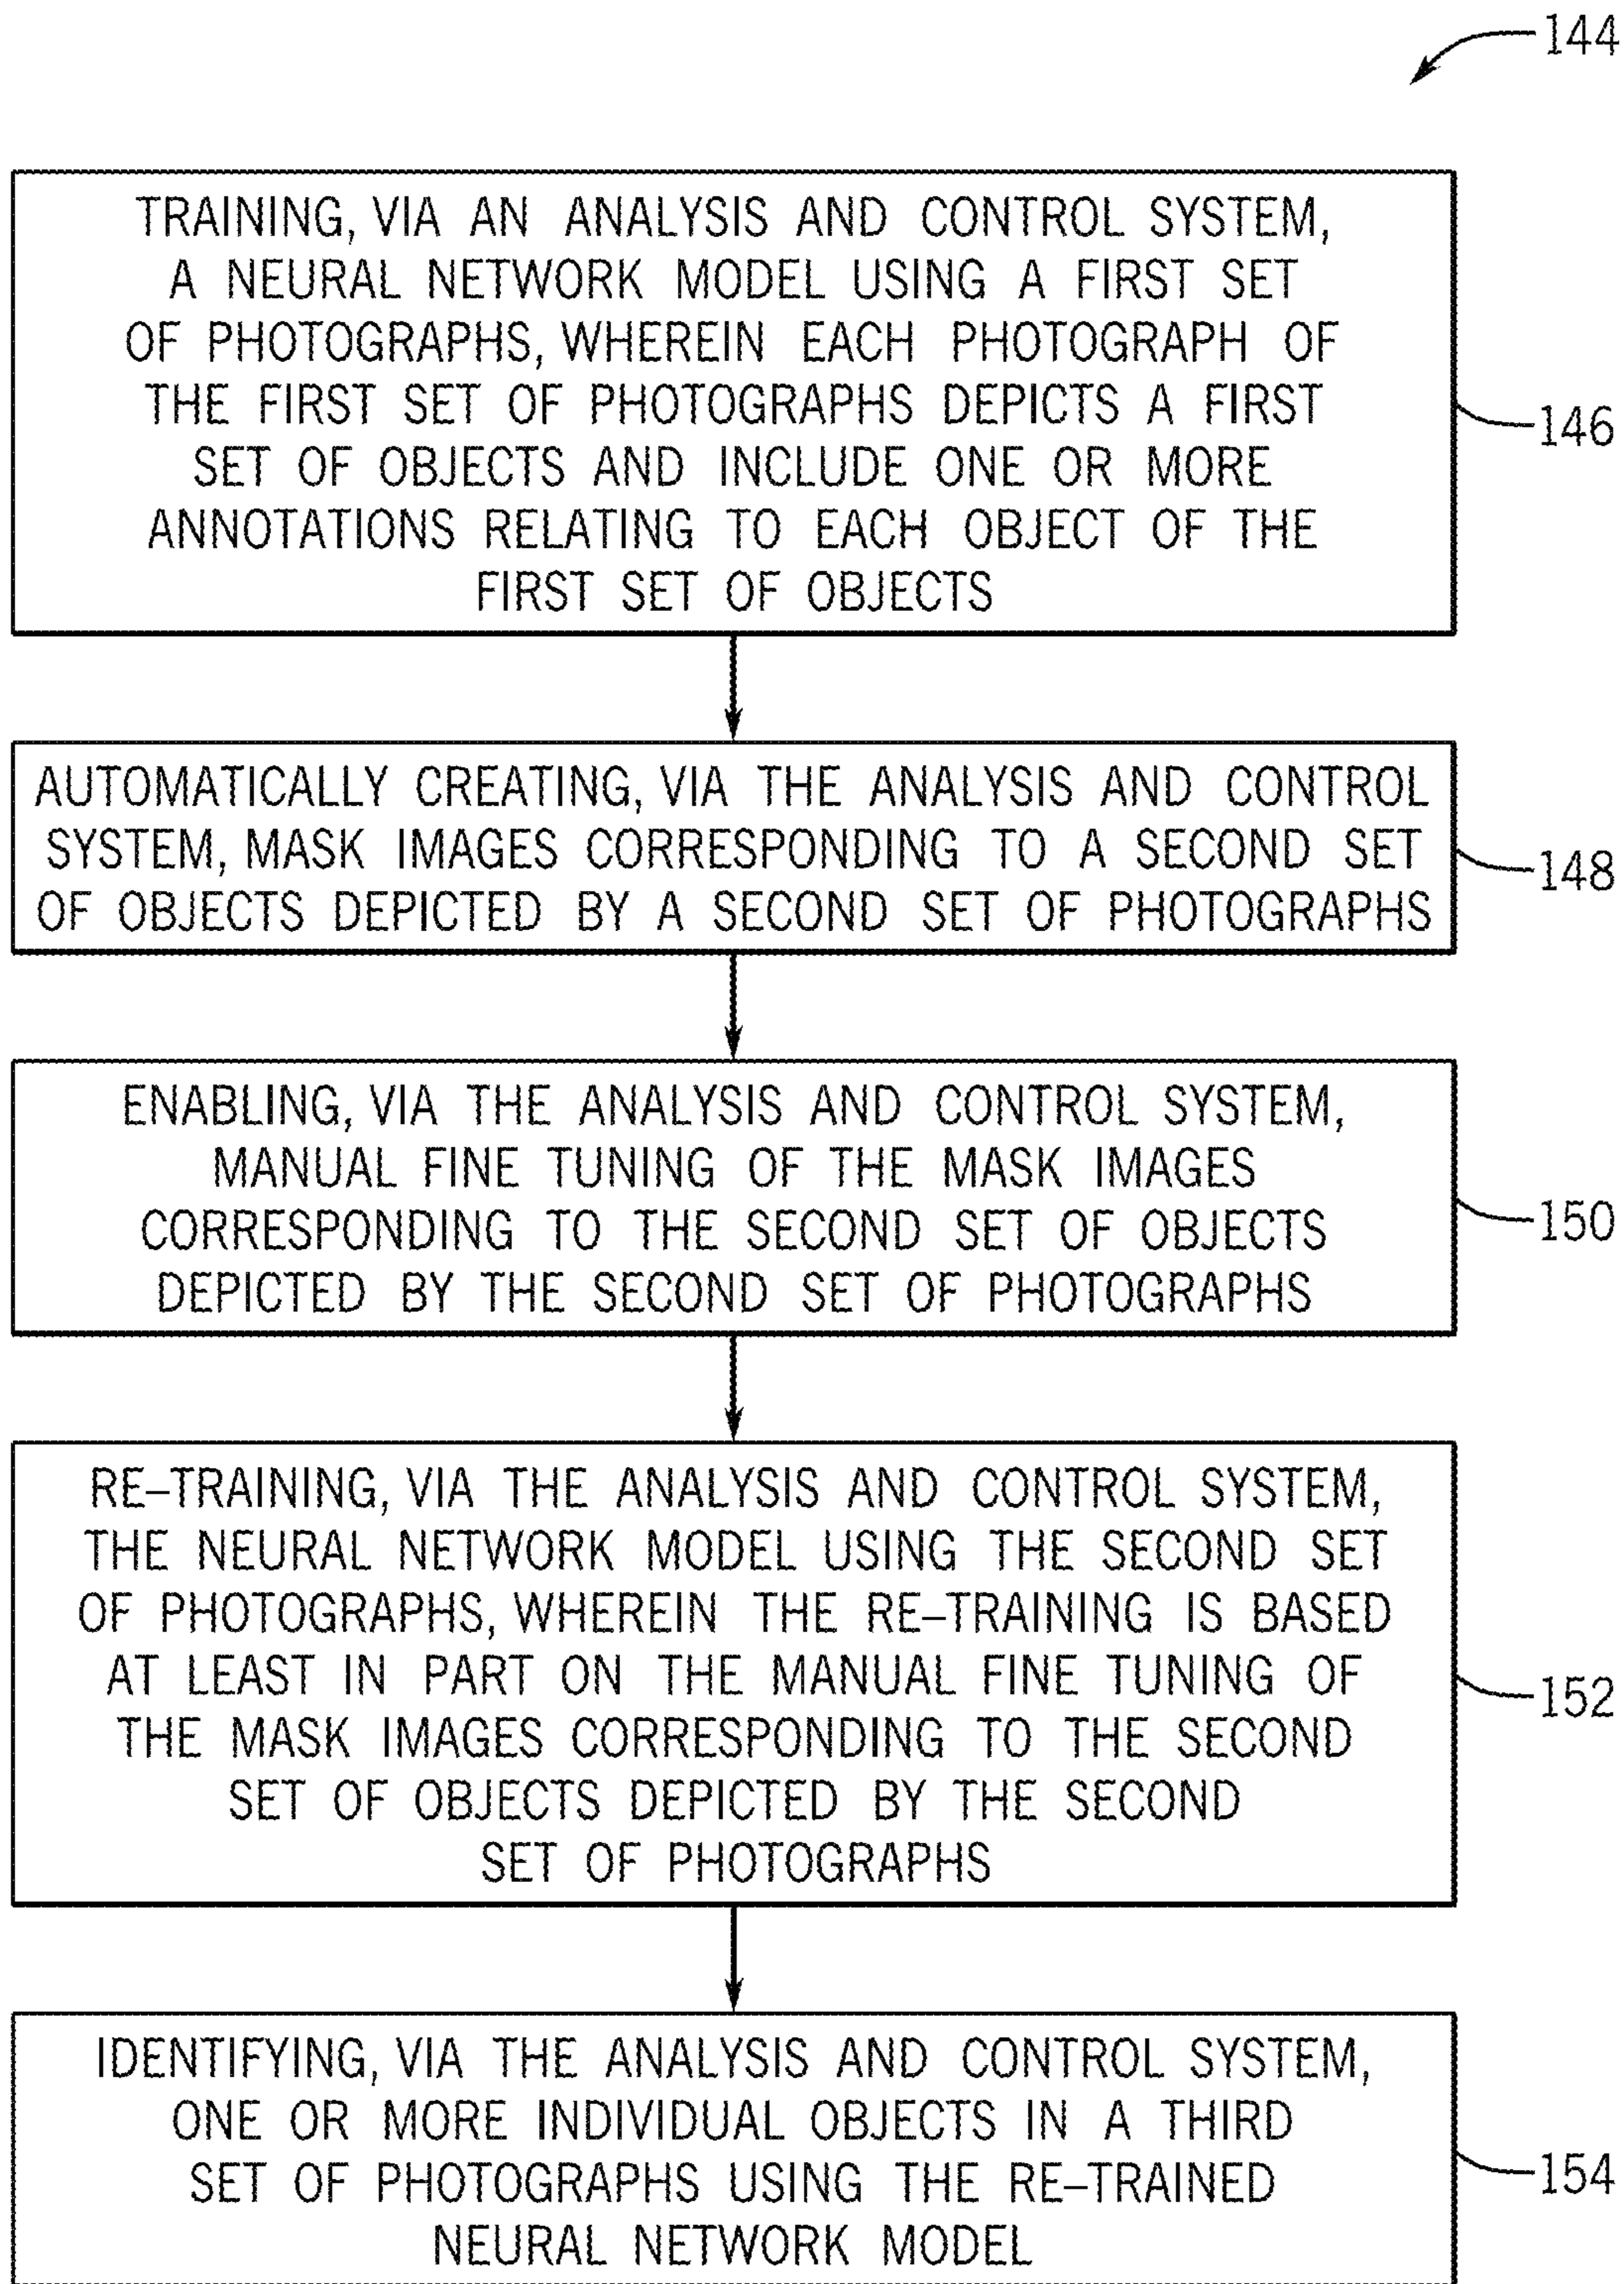 144
TRAINING, VIA AN ANALYSIS AND CONTROL SYSTEM,
A NEURAL NETWORK MODEL USING A FIRST SET
OF PHOTOGRAPHS, WHEREIN EACH PHOTOGRAPH OF
THE FIRST SET OF PHOTOGRAPHS DEPICTS A FIRST
SET OF OBJECTS AND INCLUDE ONE OR MORE
ANNOTATIONS RELATING TO EACH OBJECT OF THE
FIRST SET OF OBJECTS
146
AUTOMATICALLY CREATING, VIA THE ANALYSIS AND CONTROL
SYSTEM, MASK IMAGES CORRESPONDING TO A SECOND SET
OF OBJECTS DEPICTED BY A SECOND SET OF PHOTOGRAPHS
148
ENABLING, VIA THE ANALYSIS AND CONTROL SYSTEM,
MANUAL FINE TUNING OF THE MASK IMAGES
CORRESPONDING TO THE SECOND SET OF OBJECTS
DEPICTED BY THE SECOND SET OF PHOTOGRAPHS
150
RE–TRAINING, VIA THE ANALYSIS AND CONTROL SYSTEM,
THE NEURAL NETWORK MODEL USING THE SECOND SET
OF PHOTOGRAPHS, WHEREIN THE RE–TRAINING IS BASED
AT LEAST IN PART ON THE MANUAL FINE TUNING OF
THE MASK IMAGES CORRESPONDING TO THE SECOND
SET OF OBJECTS DEPICTED BY THE SECOND
SET OF PHOTOGRAPHS
152
IDENTIFYING, VIA THE ANALYSIS AND CONTROL SYSTEM,
ONE OR MORE INDIVIDUAL OBJECTS IN A THIRD
SET OF PHOTOGRAPHS USING THE RE–TRAINED
NEURAL NETWORK MODEL
154